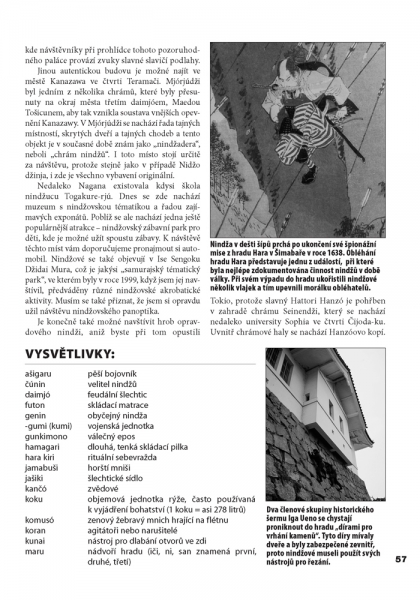 kde návštěvníky při prohlídce tohoto pozoruhod-
ného paláce provází zvuky slavné slavičí podlahy.
Jinou autentickou budovu je možné najít ve
městě Kanazawa ve čtvrti Teramači. Mjórjúdži
byl jedním z několika chrámů, které byly přesu-
nuty na okraj města třetím daimjóem, Maedou
Tošicunem, aby tak vznikla soustava vnějších opev-
nění Kanazawy. V Mjórjúdži se nachází řada tajných
místností, skrytých dveří a tajných chodeb a tento
objekt je v současné době znám jako „nindžadera“,
neboli „chrám nindžů“. I toto místo stojí určitě
za návštěvu, protože stejně jako v případě Nidžo
džinja, i zde je všechno vybavení originální.
Nedaleko Nagana existovala kdysi škola
nindžucu Togakure-rjú. Dnes se zde nachází
muzeum s nindžovskou tématikou a řadou zají-
mavých exponátů. Poblíž se ale nachází jedna ještě
populárnější atrakce – nindžovský zábavní park pro
děti, kde je možné užít spoustu zábavy. K návštěvě
těchto míst vám doporučujeme pronajmout si auto-
mobil. Nindžové se také objevují v Ise Sengoku
Džidai Mura, což je jakýsi „samurajský tématický
park“, ve kterém byly v roce 1999, když jsem jej nav-
štívil, předváděny různé nindžovské akrobatické
aktivity. Musím se také přiznat, že jsem si opravdu
užil návštěvu nindžovského panoptika.
Je konečně také možné navštívit hrob oprav-
dového nindži, aniž byste při tom opustili
Nindža v dešti šípů prchá po ukončení své špionážní
mise z hradu Hara v Šimabaře v roce 1638. Obléhání
hradu Hara představuje jednu z událostí, při které
byla nejlépe zdokumentována činnost nindžů v době
války. Při svém výpadu do hradu ukořistili nindžové
několik vlajek a tím upevnili morálku obléhatelů.
Tokio, protože slavný Hattori Hanzó je pohřben
v zahradě chrámu Seinendži, který se nachází
nedaleko university Sophia ve čtvrti Čijoda-ku.
Uvnitř chrámové haly se nachází Hanzóovo kopí.
VYSVĚTLIVKY:
ašigaru pěší bojovník
čúnin velitel nindžů
daimjó feudální šlechtic
futon skládací matrace
genin obyčejný nindža
-gumi (kumi) vojenská jednotka
gunkimono válečný epos
hamagari dlouhá, tenká skládací pilka
hara kiri rituální sebevražda
jamabuši horští mniši
jašiki šlechtické sídlo
kančó zvědové
koku objemová jednotka rýže, často používaná
k vyjádření bohatství (1 koku = asi 278 litrů)
komusó zenový žebravý mnich hrající na flétnu
koran agitátoři nebo narušitelé
kunai nástroj pro dlabání otvorů ve zdi
maru nádvoří hradu (iči, ni, san znamená první,
druhé, třetí)
Dva členové skupiny historického
šermu Iga Ueno se chystají
proniknout do hradu „dírami pro
vrhání kamenů“. Tyto díry mívaly
dveře a byly zabezpečené zevnitř,
proto nindžové museli použít svých
nástrojů pro řezání.
57